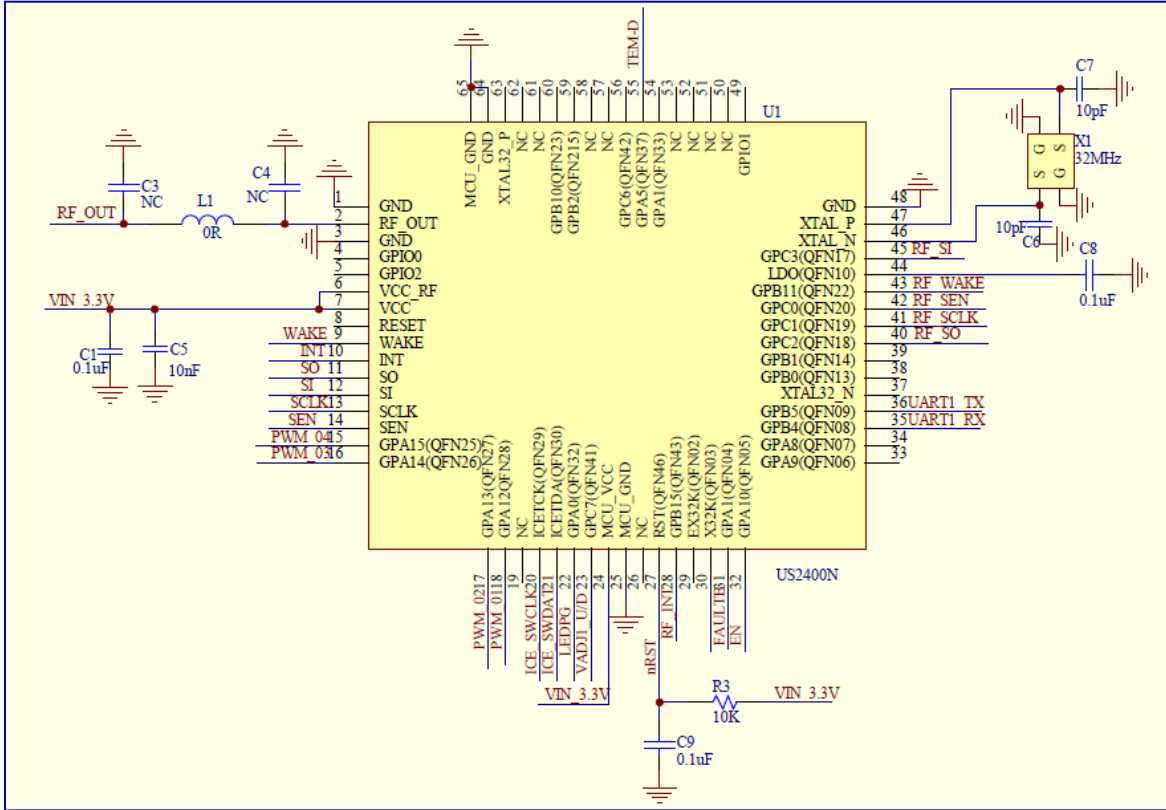 TEM-D
65
64
63
62
61
60
59
58
57
56
55
54
53
52
51
50
49
U1
MCU_GND
GND
XTAL32_P
NC
NC
GPB10(QFN23)
GPB2(QFN215)
NC
NC
GPC6(QFN42)
GPA5(QFN37)
GPA1(QFN33)
NC
NC
NC
NC
GPIO1
C7
10pF
X1
32MHz
G S
S G
10pF
C6
C8
0.1uF
C3
NC
C4
NC
RF_OUT
L1
0R
VIN_3.3V
C1
0.1uF
C5
10nF
1 GND
2 RF_OUT
3 GND
4 GPIO0
5 GPIO2
6 VCC_RF
7 VCC
8 RESET
WAKE 9 WAKE
INT 10 INT
SO 11 SO
SI 12 SI
SCLK 13 SCLK
SEN 14 SEN
PWM_04 15 GPA15(QFN25)
PWM_03 16 GPA14(QFN26)
GND 48
XTAL_P 47
XTAL_N 46
GPC3(QFN17) 45 RF_SI
LDO(QFN10) 44
GPB11(QFN22) 43 RF_WAKE
GPC0(QFN20) 42 RF_SEN
GPC1(QFN19) 41 RF_SCLK
GPC2(QFN18) 40 RF_SO
GPB1(QFN14) 39
GPB0(QFN13) 38
XTAL32_N 37
GPB5(QFN09) 36 UART1_TX
GPB4(QFN08) 35 UART1_RX
GPA8(QFN07) 34
GPA9(QFN06) 33
GPA13(QFN27)
GPA12(QFN28)
NC
ICETCK(QFN29)
ICETDA(QFN30)
GPA0(QFN32)
GPC7(QFN41)
MCU_VCC
MCU_GND
NC
RST(QFN46)
GPB15(QFN43)
EX32K(QFN02)
X32K(QFN03)
GPA1(QFN04)
GPA10(QFN05)
US2400N
PWM_02 17
PWM_01 18
19
ICE_SWCLK 20
ICE_SWDAT 21
LEDPG 22
VADJ1_U/D 23
24
25
26
nRST 27
RF_INT 28
29
30
FAULTB 31
EN 32
VIN_3.3V
R3
10K
VIN_3.3V
C9
0.1uF